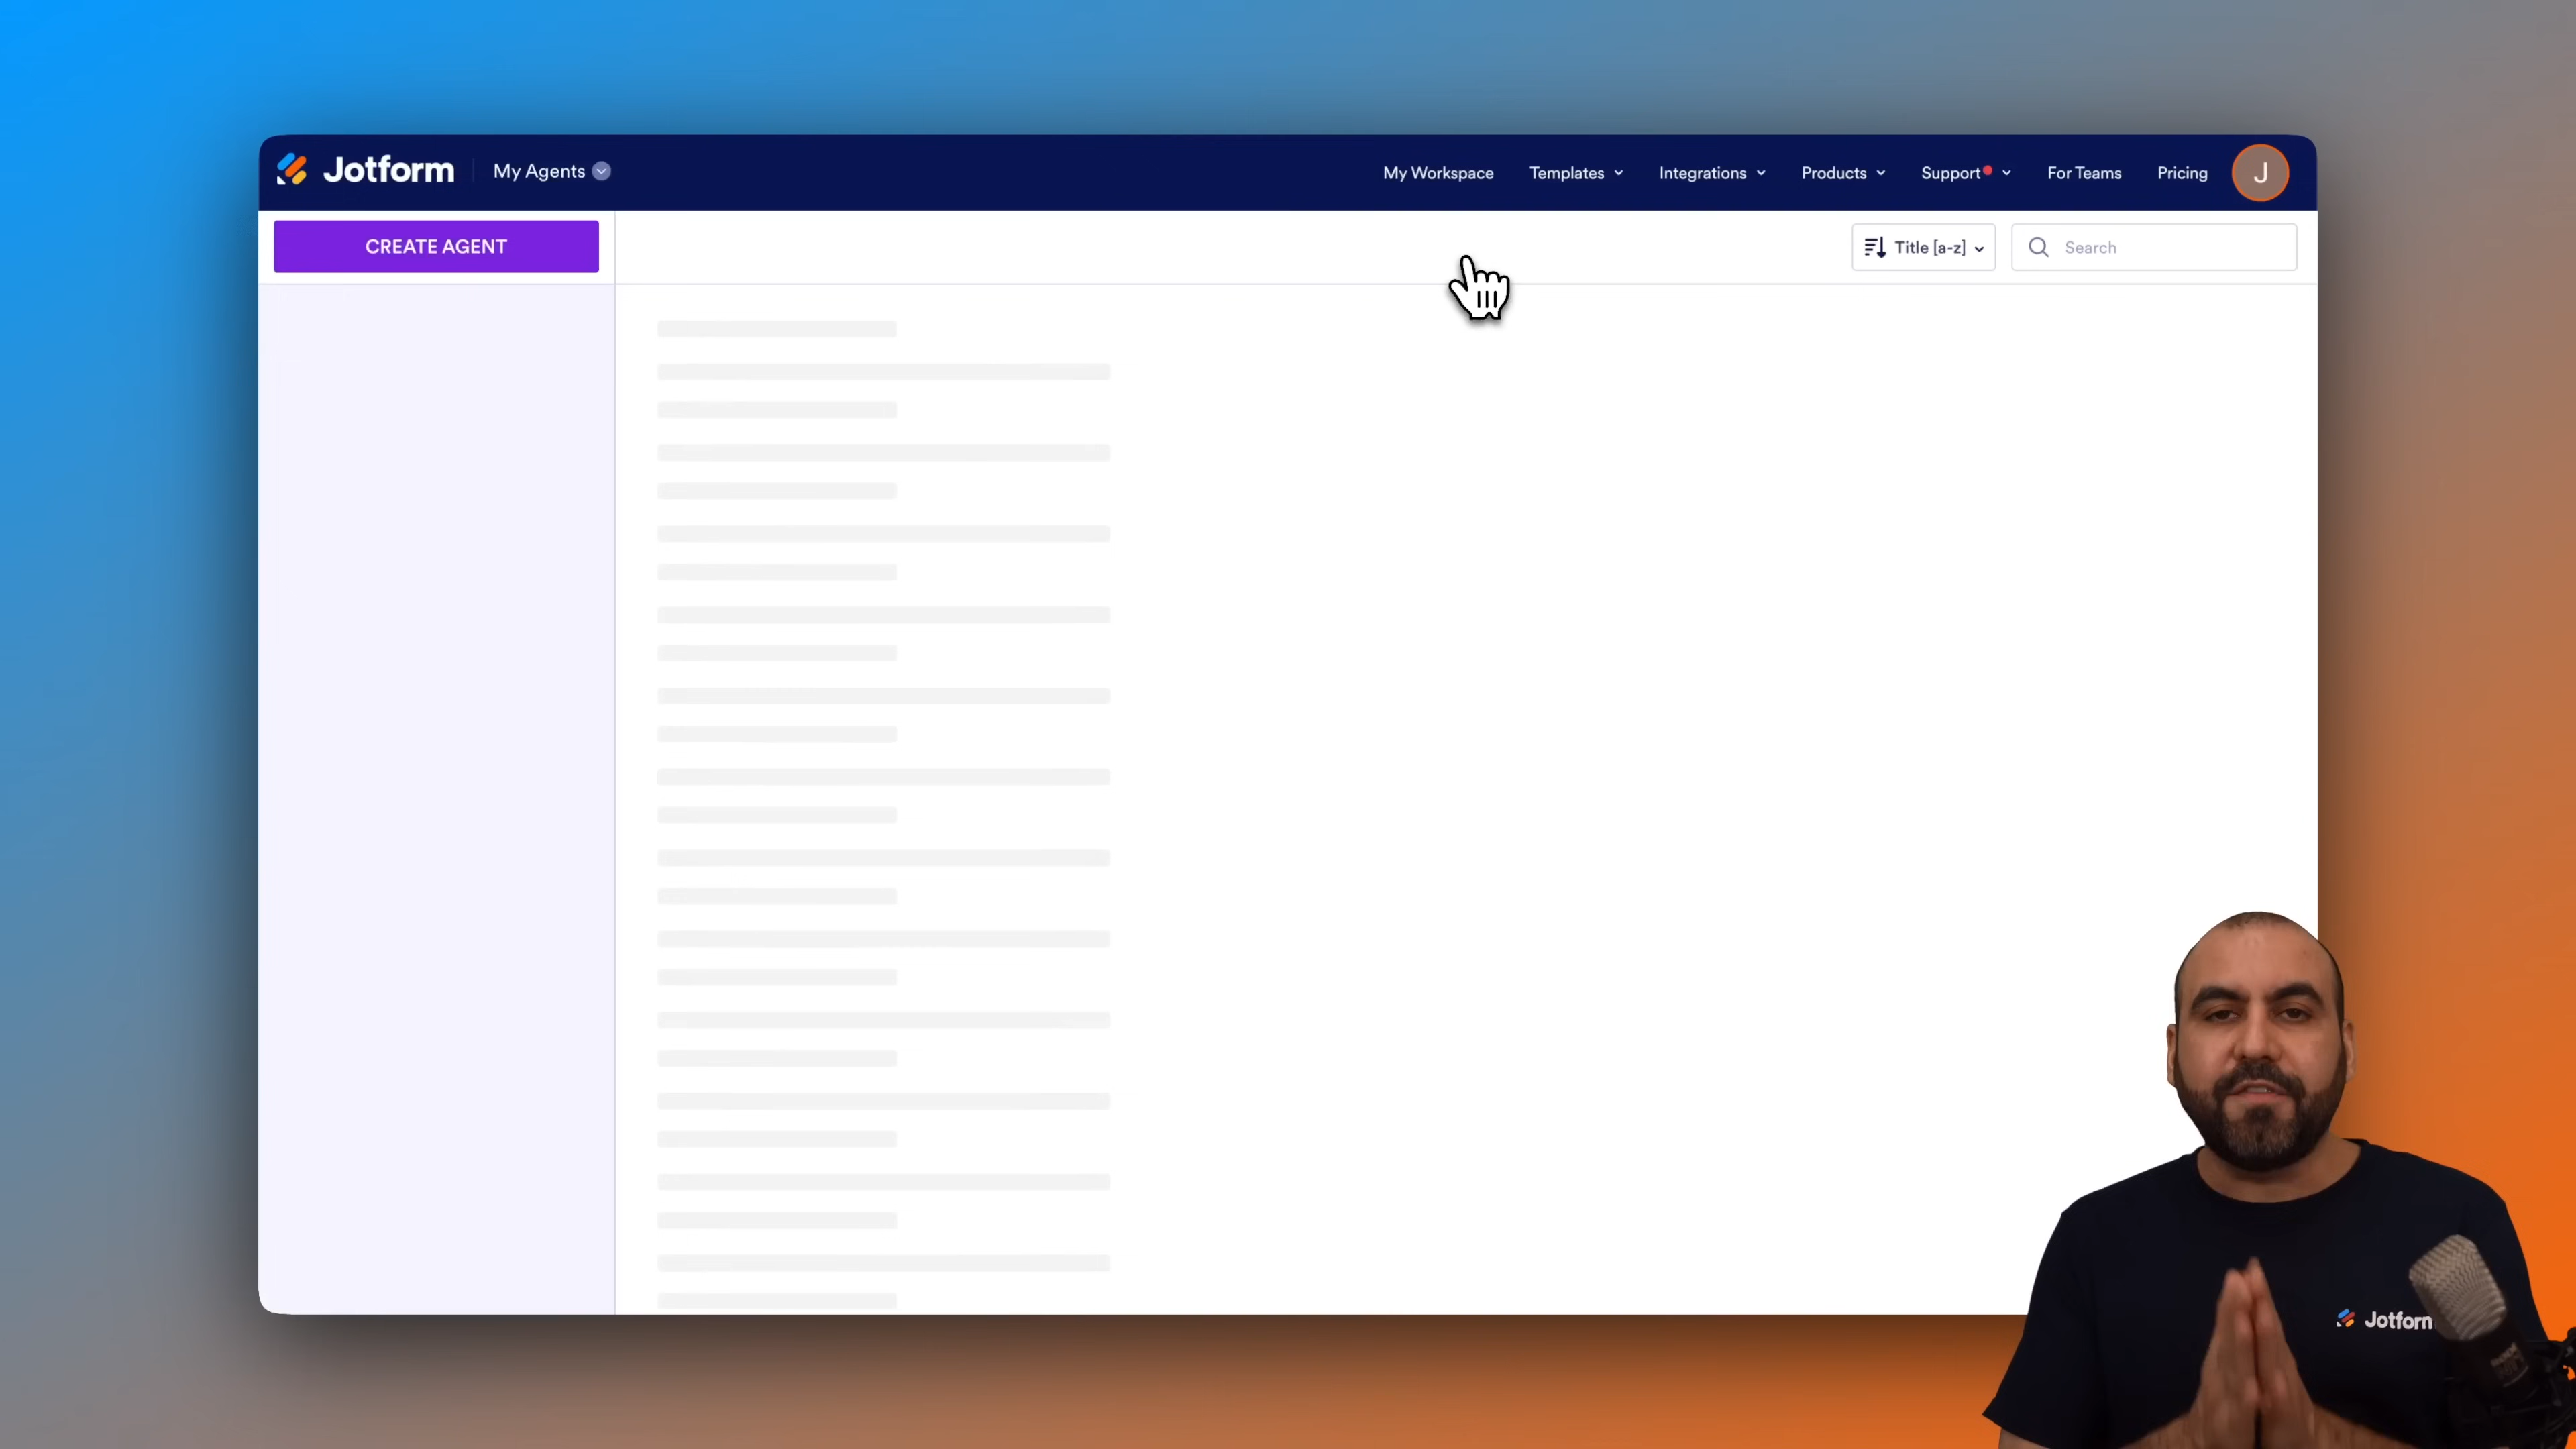 Jotform
My Agents
My Workspace
Templates
Integrations
Products
Support
For Teams
Pricing
J
CREATE AGENT
Title [a-z]
Search
Jotform